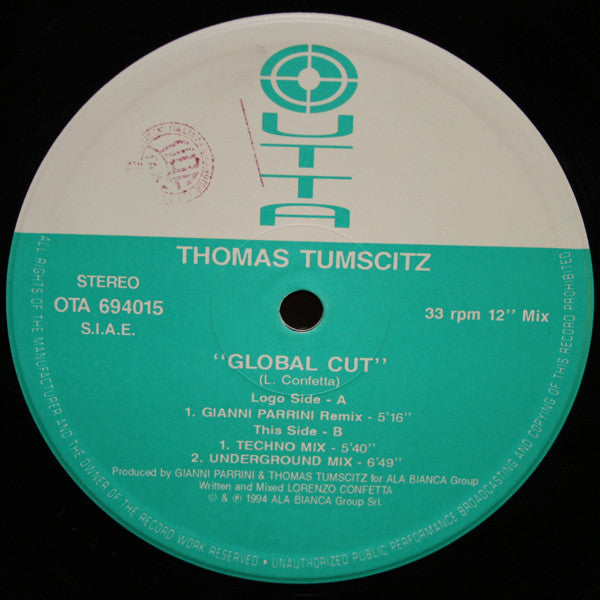 OUTTA
THOMAS TUMSCITZ
STEREO
OTA 694015
S.I.A.E.
33 rpm 12'' Mix
"GLOBAL CUT"
(L. Confetta)
Logo Side - A
1. GIANNI PARRINI Remix - 5'16''
This Side - B
1. TECHNO MIX - 5'40''
2. UNDERGROUND MIX - 6'49''
Produced by GIANNI PARRINI & THOMAS TUMSCITZ for ALA BIANCA Group
Written and Mixed LORENZO CONFETTA
© & ℗ 1994 ALA BIANCA Group Srl.
ALL RIGHTS OF THE MANUFACTURER AND THE OWNER OF THE RECORD WORK RESERVED • UNAUTHORIZED PUBLIC PERFORMANCE BROADCASTING AND COPYING OF THIS RECORD PROHIBITED